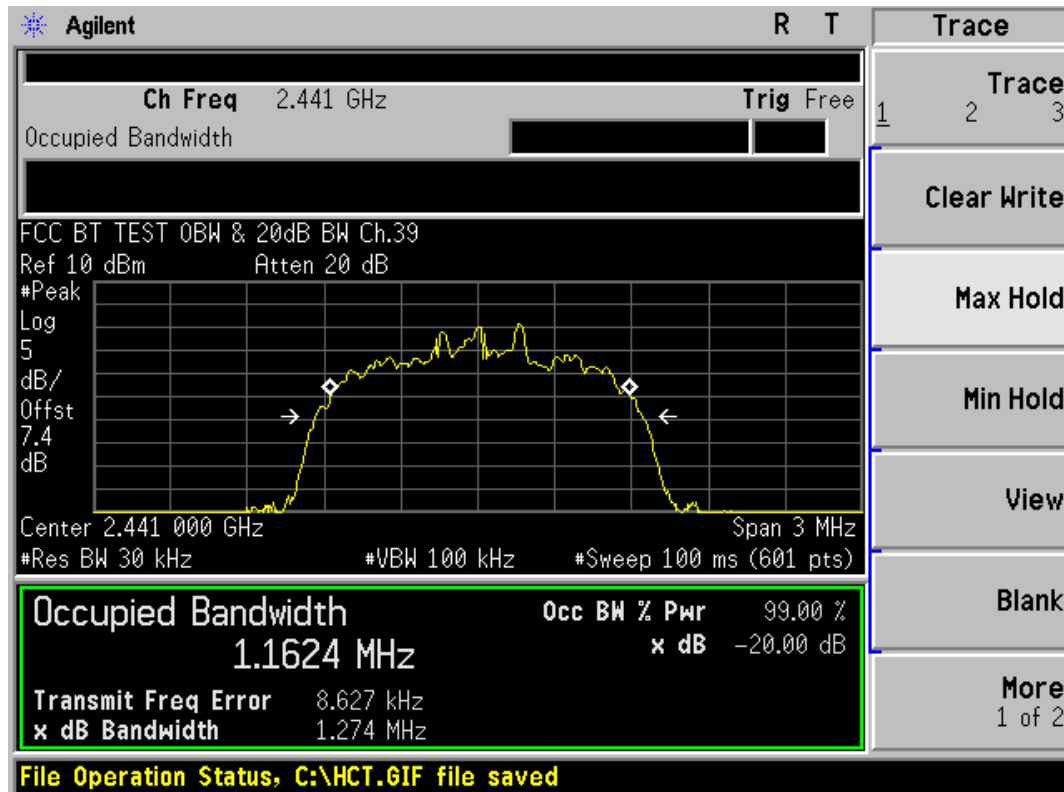 Agilent R T Trace
Ch Freq 2.441 GHz Trig Free
Occupied Bandwidth
Trace
1 2 3
Clear Write
Max Hold
Min Hold
View
Blank
More
1 of 2
FCC BT TEST OBW & 20dB BW Ch.39
Ref 10 dBm Atten 20 dB
#Peak
Log
5
dB/
Offst
7.4
dB
Center 2.441 000 GHz Span 3 MHz
#Res BW 30 kHz #VBW 100 kHz #Sweep 100 ms (601 pts)
Occupied Bandwidth
1.1624 MHz
Occ BW % Pwr 99.00 %
x dB -20.00 dB
Transmit Freq Error 8.627 kHz
x dB Bandwidth 1.274 MHz
File Operation Status, C:\HCT.GIF file saved